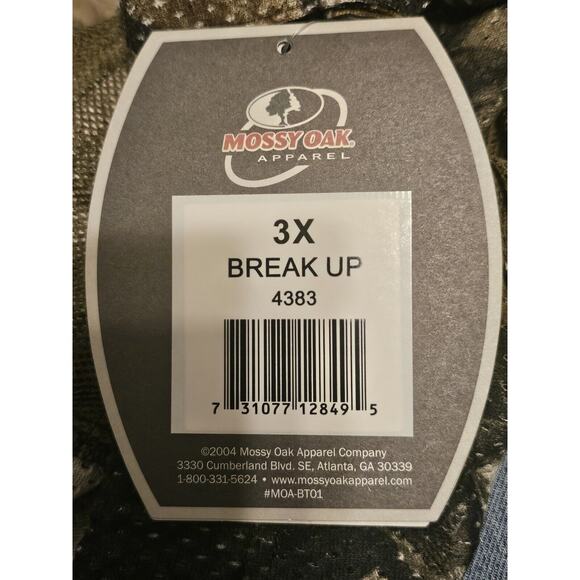 MOSSY OAK®
APPAREL
3X
BREAK UP
4383
7 31077 12849 5
©2004 Mossy Oak Apparel Company
3330 Cumberland Blvd. SE, Atlanta, GA 30339
1-800-331-5624 • www.mossyoakapparel.com
#MOA-BT01